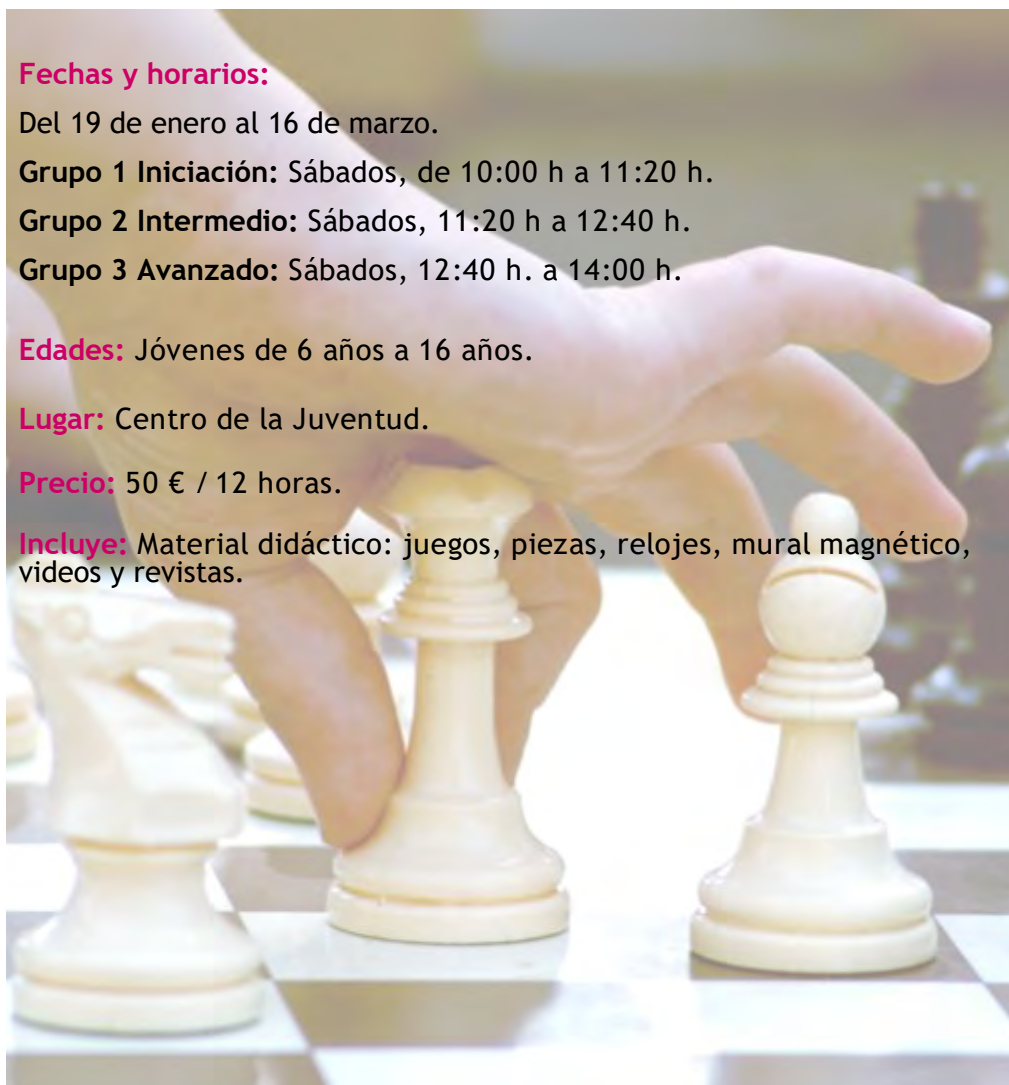 Fechas y horarios:
Del 19 de enero al 16 de marzo.
Grupo 1 Iniciación: Sábados, de 10:00 h a 11:20 h.
Grupo 2 Intermedio: Sábados, 11:20 h a 12:40 h.
Grupo 3 Avanzado: Sábados, 12:40 h. a 14:00 h.
Edades: Jóvenes de 6 años a 16 años.
Lugar: Centro de la Juventud.
Precio: 50 € / 12 horas.
Incluye: Material didáctico: juegos, piezas, relojes, mural magnético,
videos y revistas.